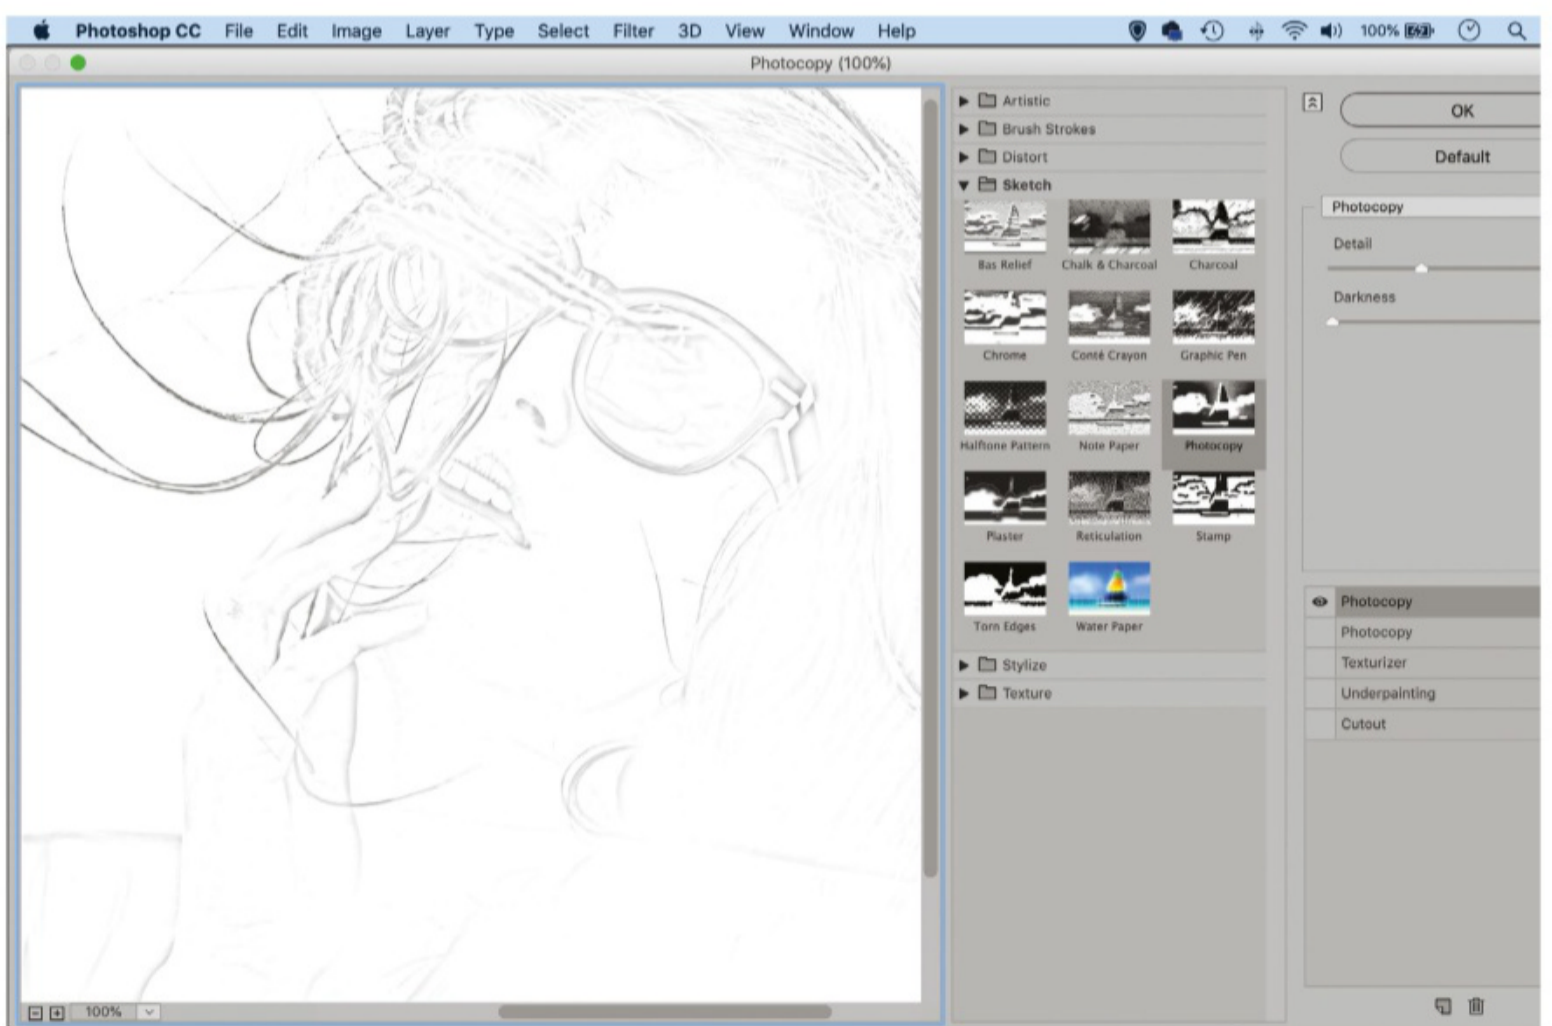 Photoshop CC File Edit Image Layer Type Select Filter 3D View Window Help 100%
Photocopy (100%)
Artistic
Brush Strokes
Distort
Sketch
Bas Relief Chalk & Charcoal Charcoal
Chrome Conté Crayon Graphic Pen
Halftone Pattern Note Paper Photocopy
Plaster Reticulation Stamp
Torn Edges Water Paper
Stylize
Texture
100%
OK
Default
Photocopy
Detail
Darkness
Photocopy
Photocopy
Texturizer
Underpainting
Cutout